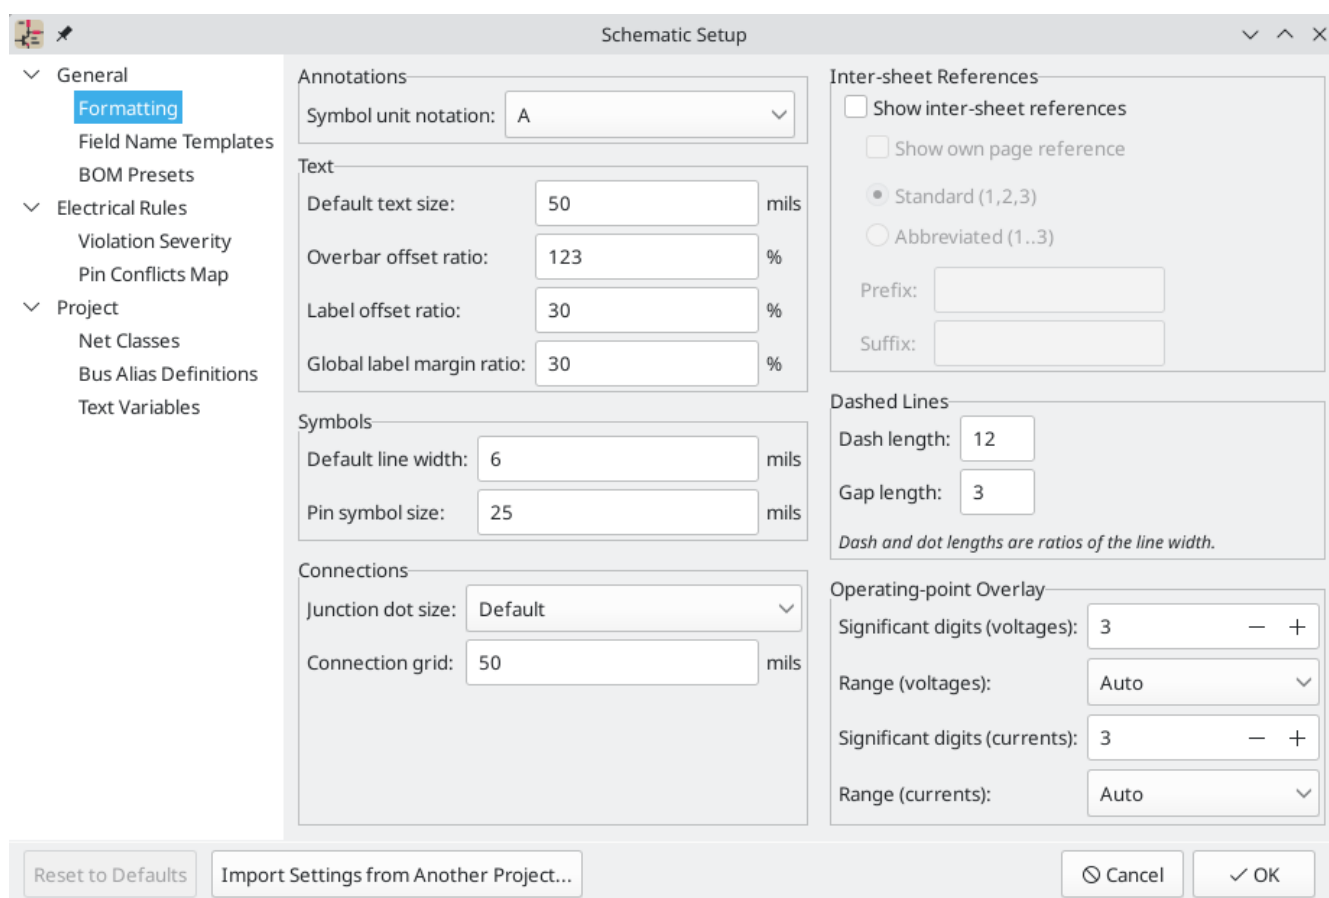 Schematic Setup
General
Formatting
Field Name Templates
BOM Presets
Electrical Rules
Violation Severity
Pin Conflicts Map
Project
Net Classes
Bus Alias Definitions
Text Variables
Annotations
Symbol unit notation: A
Text
Default text size: 50 mils
Overbar offset ratio: 123 %
Label offset ratio: 30 %
Global label margin ratio: 30 %
Symbols
Default line width: 6 mils
Pin symbol size: 25 mils
Connections
Junction dot size: Default
Connection grid: 50 mils
Inter-sheet References
Show inter-sheet references
Show own page reference
Standard (1,2,3)
Abbreviated (1..3)
Prefix:
Suffix:
Dashed Lines
Dash length: 12
Gap length: 3
Dash and dot lengths are ratios of the line width.
Operating-point Overlay
Significant digits (voltages): 3
Range (voltages): Auto
Significant digits (currents): 3
Range (currents): Auto
Reset to Defaults
Import Settings from Another Project...
Cancel
OK